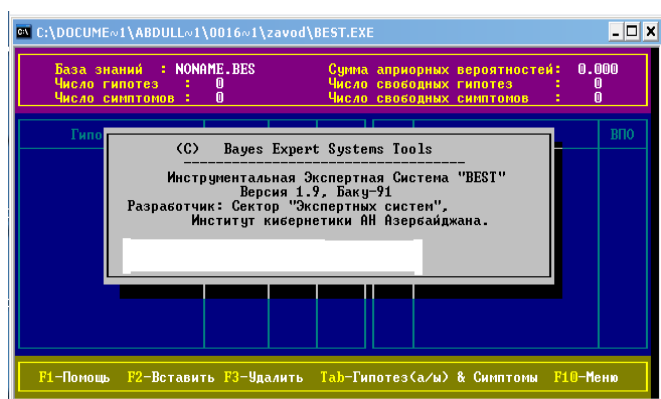 C:\DOCUME~1\ABDULL~1\0016~1\zavod\BEST.EXE
База знаний : NONAME.BES Сумма априорных вероятностей: 0.000
Число гипотез : 0 Число свободных гипотез : 0
Число симптомов : 0 Число свободных симптомов : 0
Гипо ВПО
(C) Bayes Expert Systems Tools
--------------------------------------
Инструментальная Экспертная Система "BEST"
Версия 1.9, Баку-91
Разработчик: Сектор "Экспертных систем",
Институт кибернетики АН Азербайджана.
F1-Помощь F2-Вставить F3-Удалить Tab-Гипотез(а/ы) & Симптомы F10-Меню